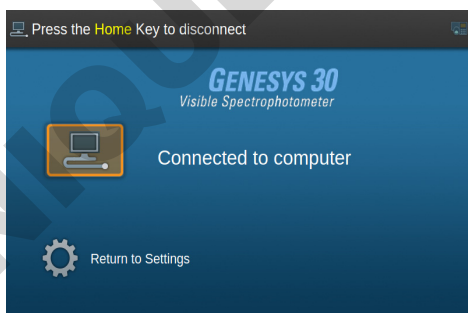 Press the Home Key to disconnect
GENESYS 30
Visible Spectrophotometer
Connected to computer
Return to Settings